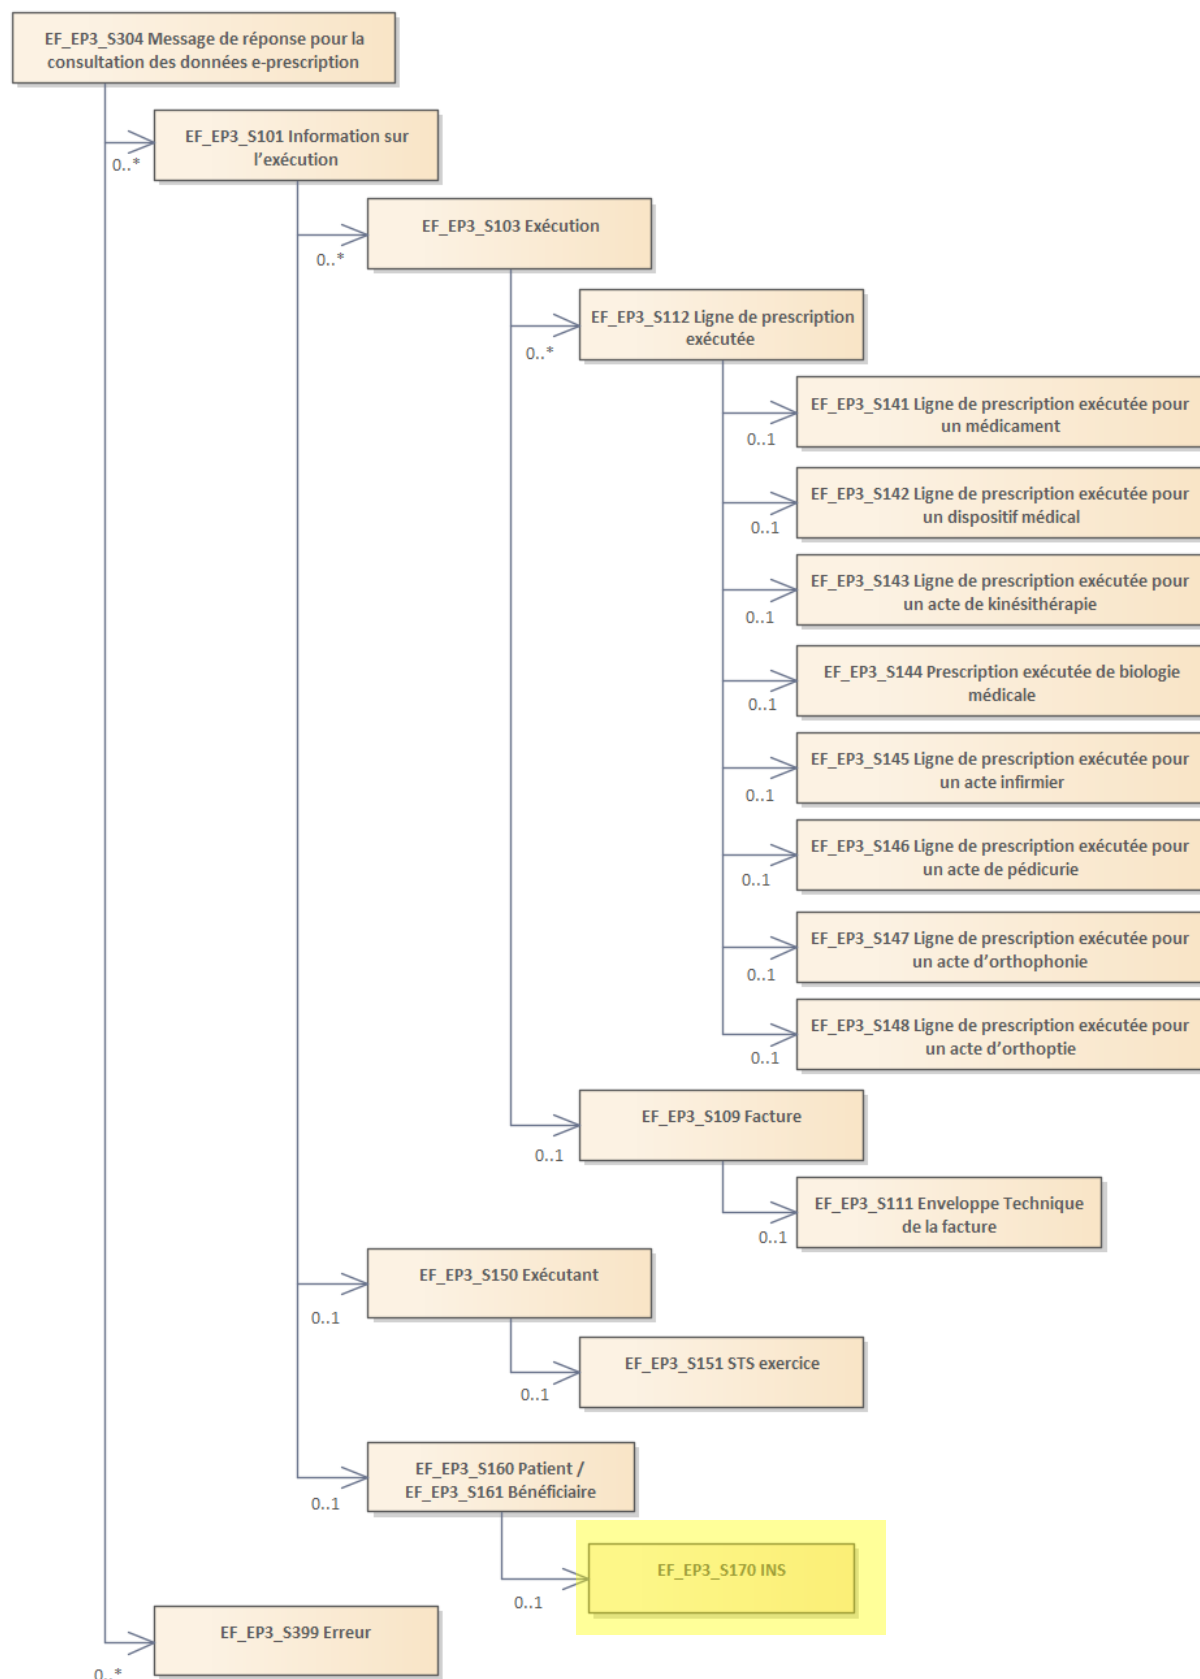 EF_EP3_S304 Message de réponse pour la
consultation des données e-prescription
EF_EP3_S101 Information sur
l'exécution
0..*
EF_EP3_S103 Exécution
0..*
EF_EP3_S112 Ligne de prescription
exécutée
0..*
EF_EP3_S141 Ligne de prescription exécutée pour
un médicament
0..1
EF_EP3_S142 Ligne de prescription exécutée pour
un dispositif médical
0..1
EF_EP3_S143 Ligne de prescription exécutée pour
un acte de kinésithérapie
0..1
EF_EP3_S144 Prescription exécutée de biologie
médicale
0..1
EF_EP3_S145 Ligne de prescription exécutée pour
un acte infirmier
0..1
EF_EP3_S146 Ligne de prescription exécutée pour
un acte de pédicurie
0..1
EF_EP3_S147 Ligne de prescription exécutée pour
un acte d'orthophonie
0..1
EF_EP3_S148 Ligne de prescription exécutée pour
un acte d'orthoptie
0..1
EF_EP3_S109 Facture
0..1
EF_EP3_S111 Enveloppe Technique
de la facture
0..1
EF_EP3_S150 Exécutant
0..1
EF_EP3_S151 STS exercice
0..1
EF_EP3_S160 Patient /
EF_EP3_S161 Bénéficiaire
0..1
EF_EP3_S170 INS
0..1
EF_EP3_S399 Erreur
0..*